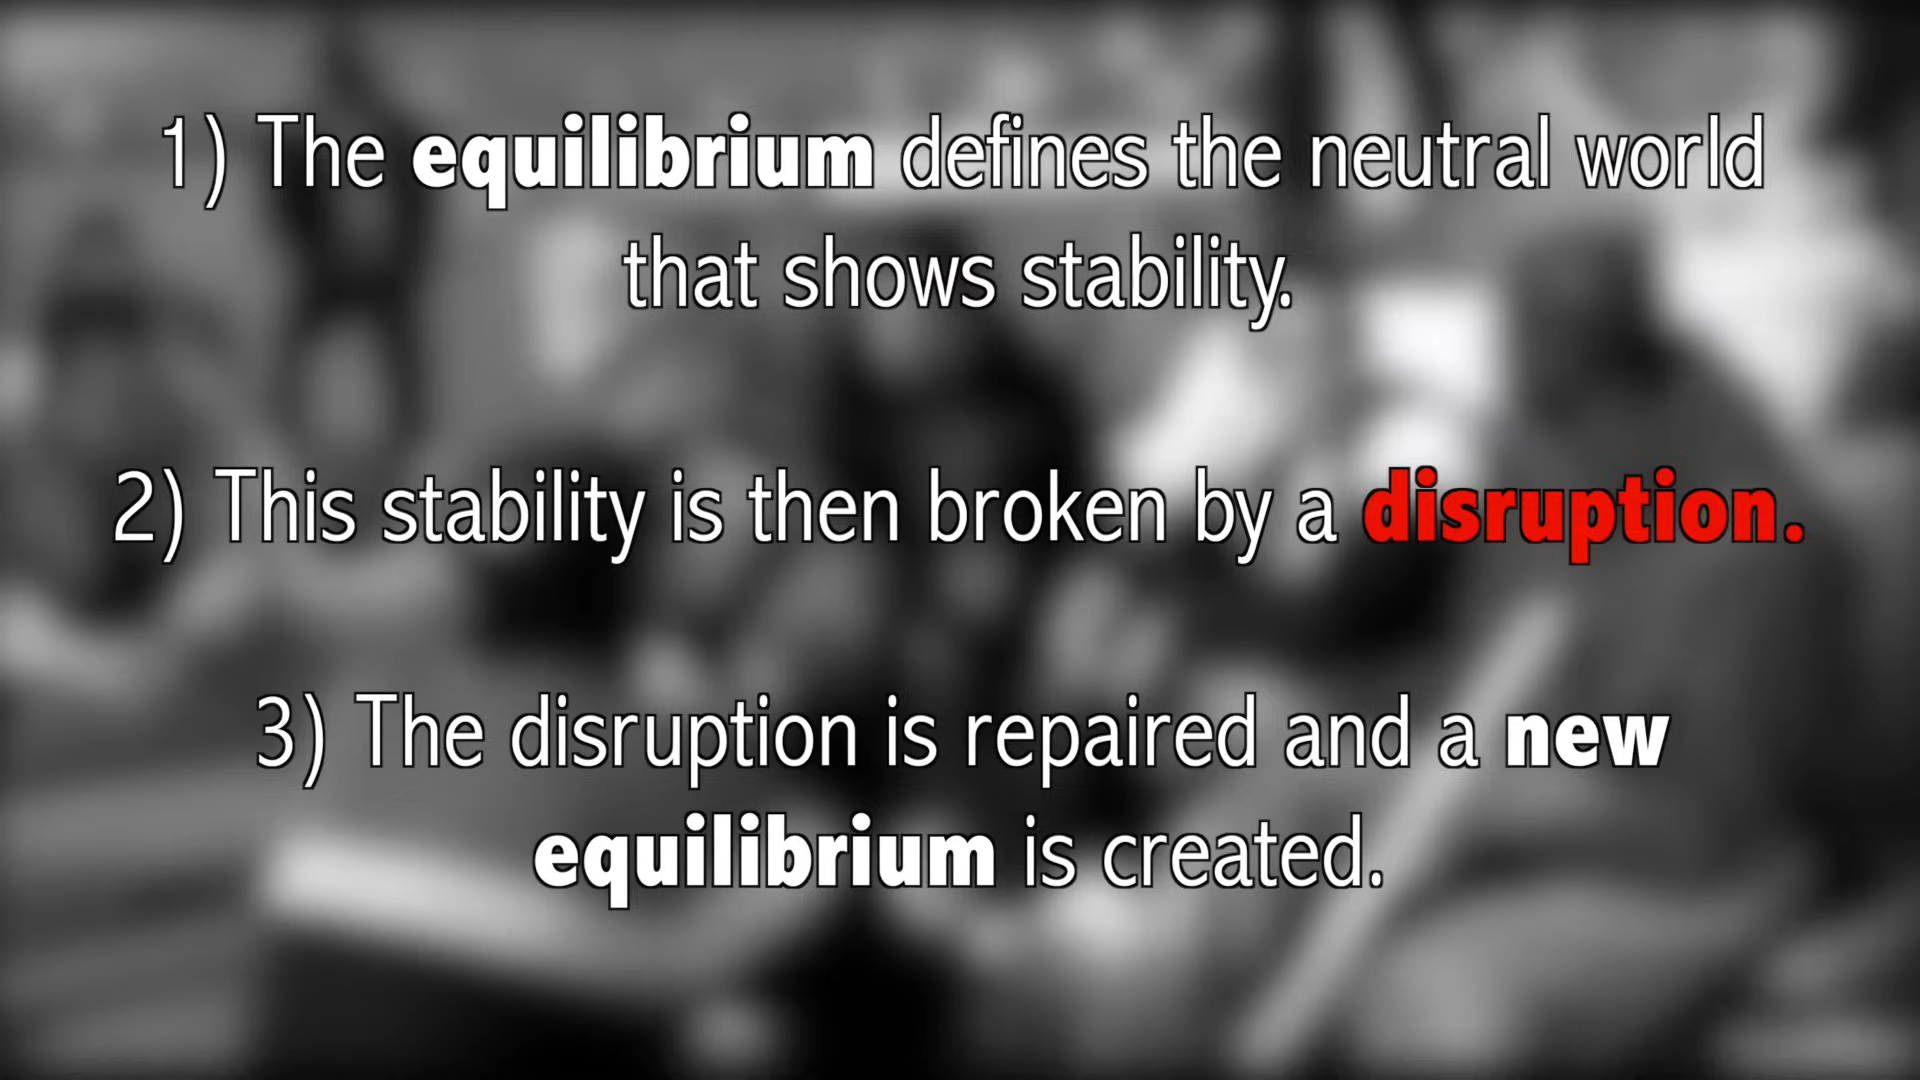 1) The equilibrium defines the neutral world
that shows stability.
2) This stability is then broken by a disruption.
3) The disruption is repaired and a new
equilibrium is created.